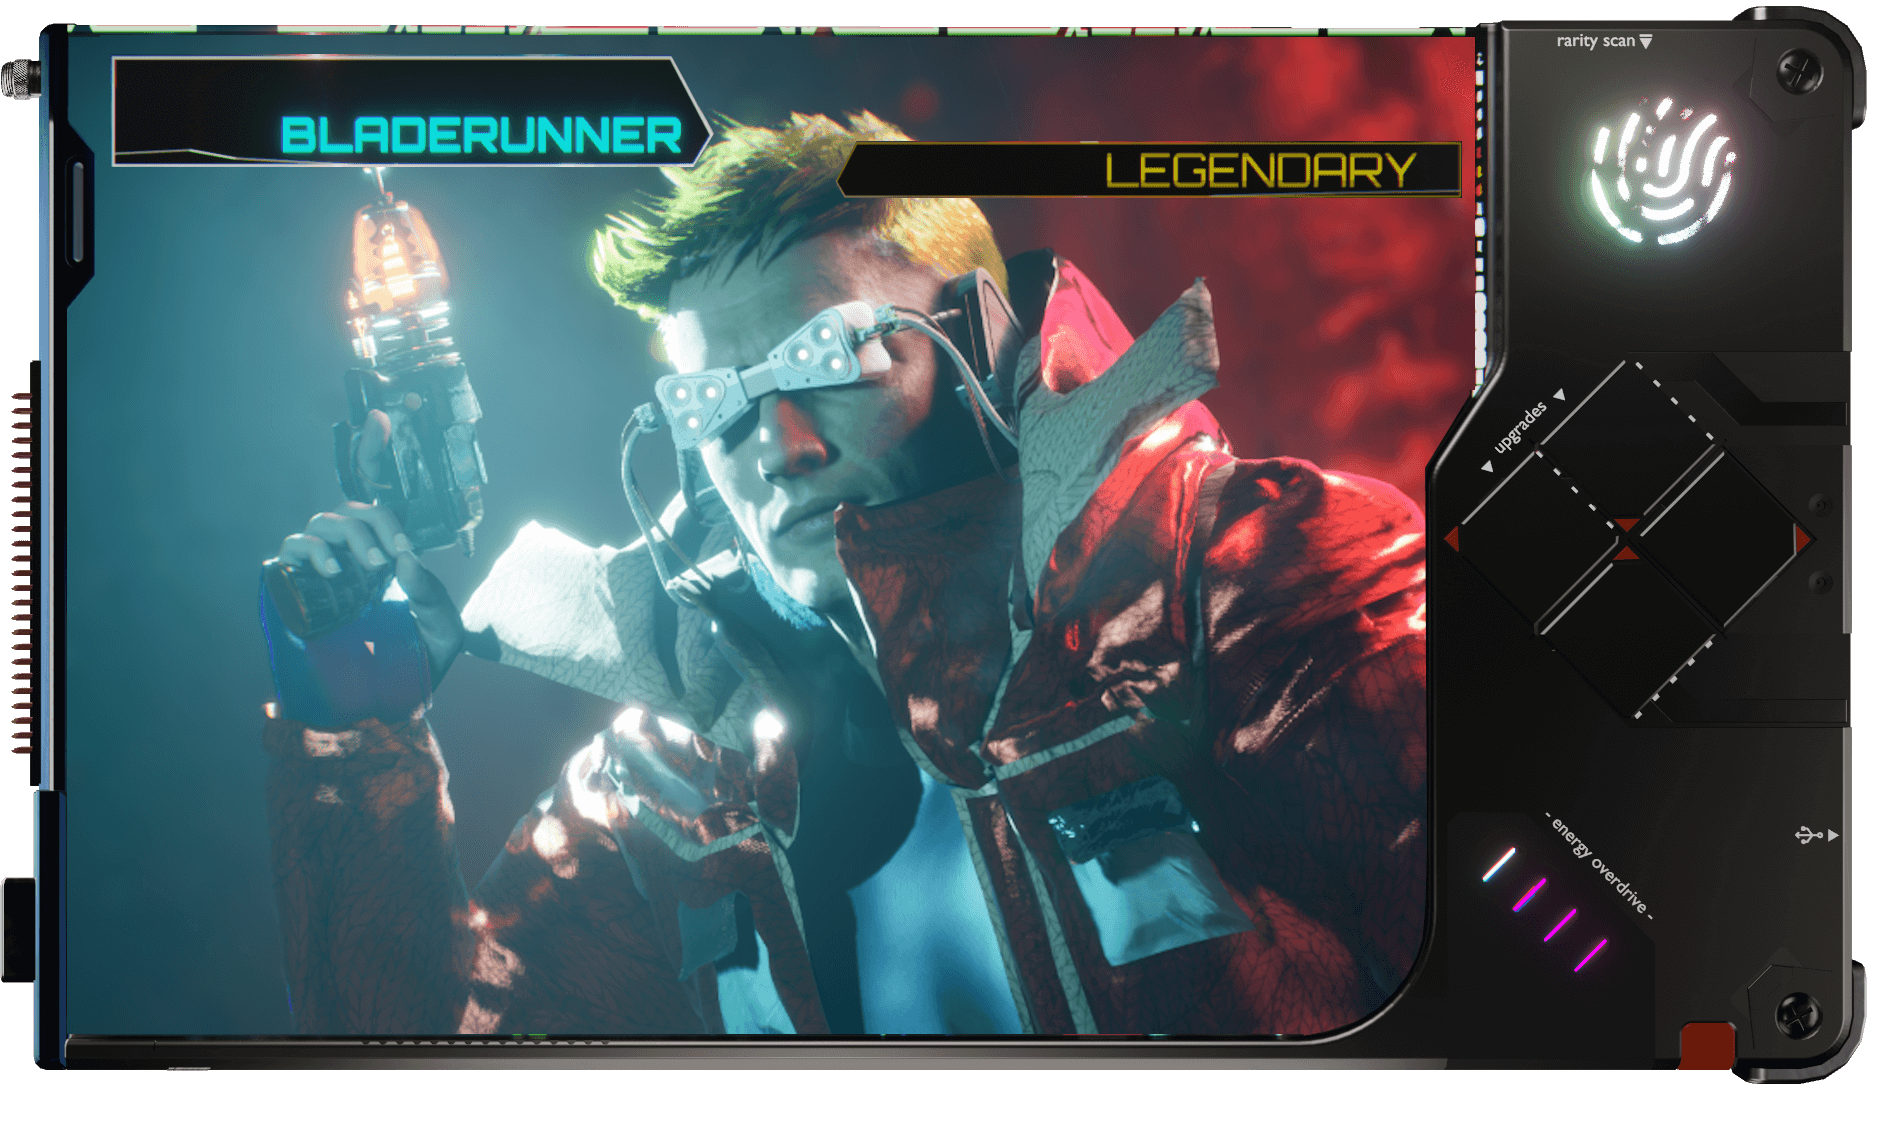 rarity scan
BLADERUNNER
LEGENDARY
upgrades
- energy overdrive -